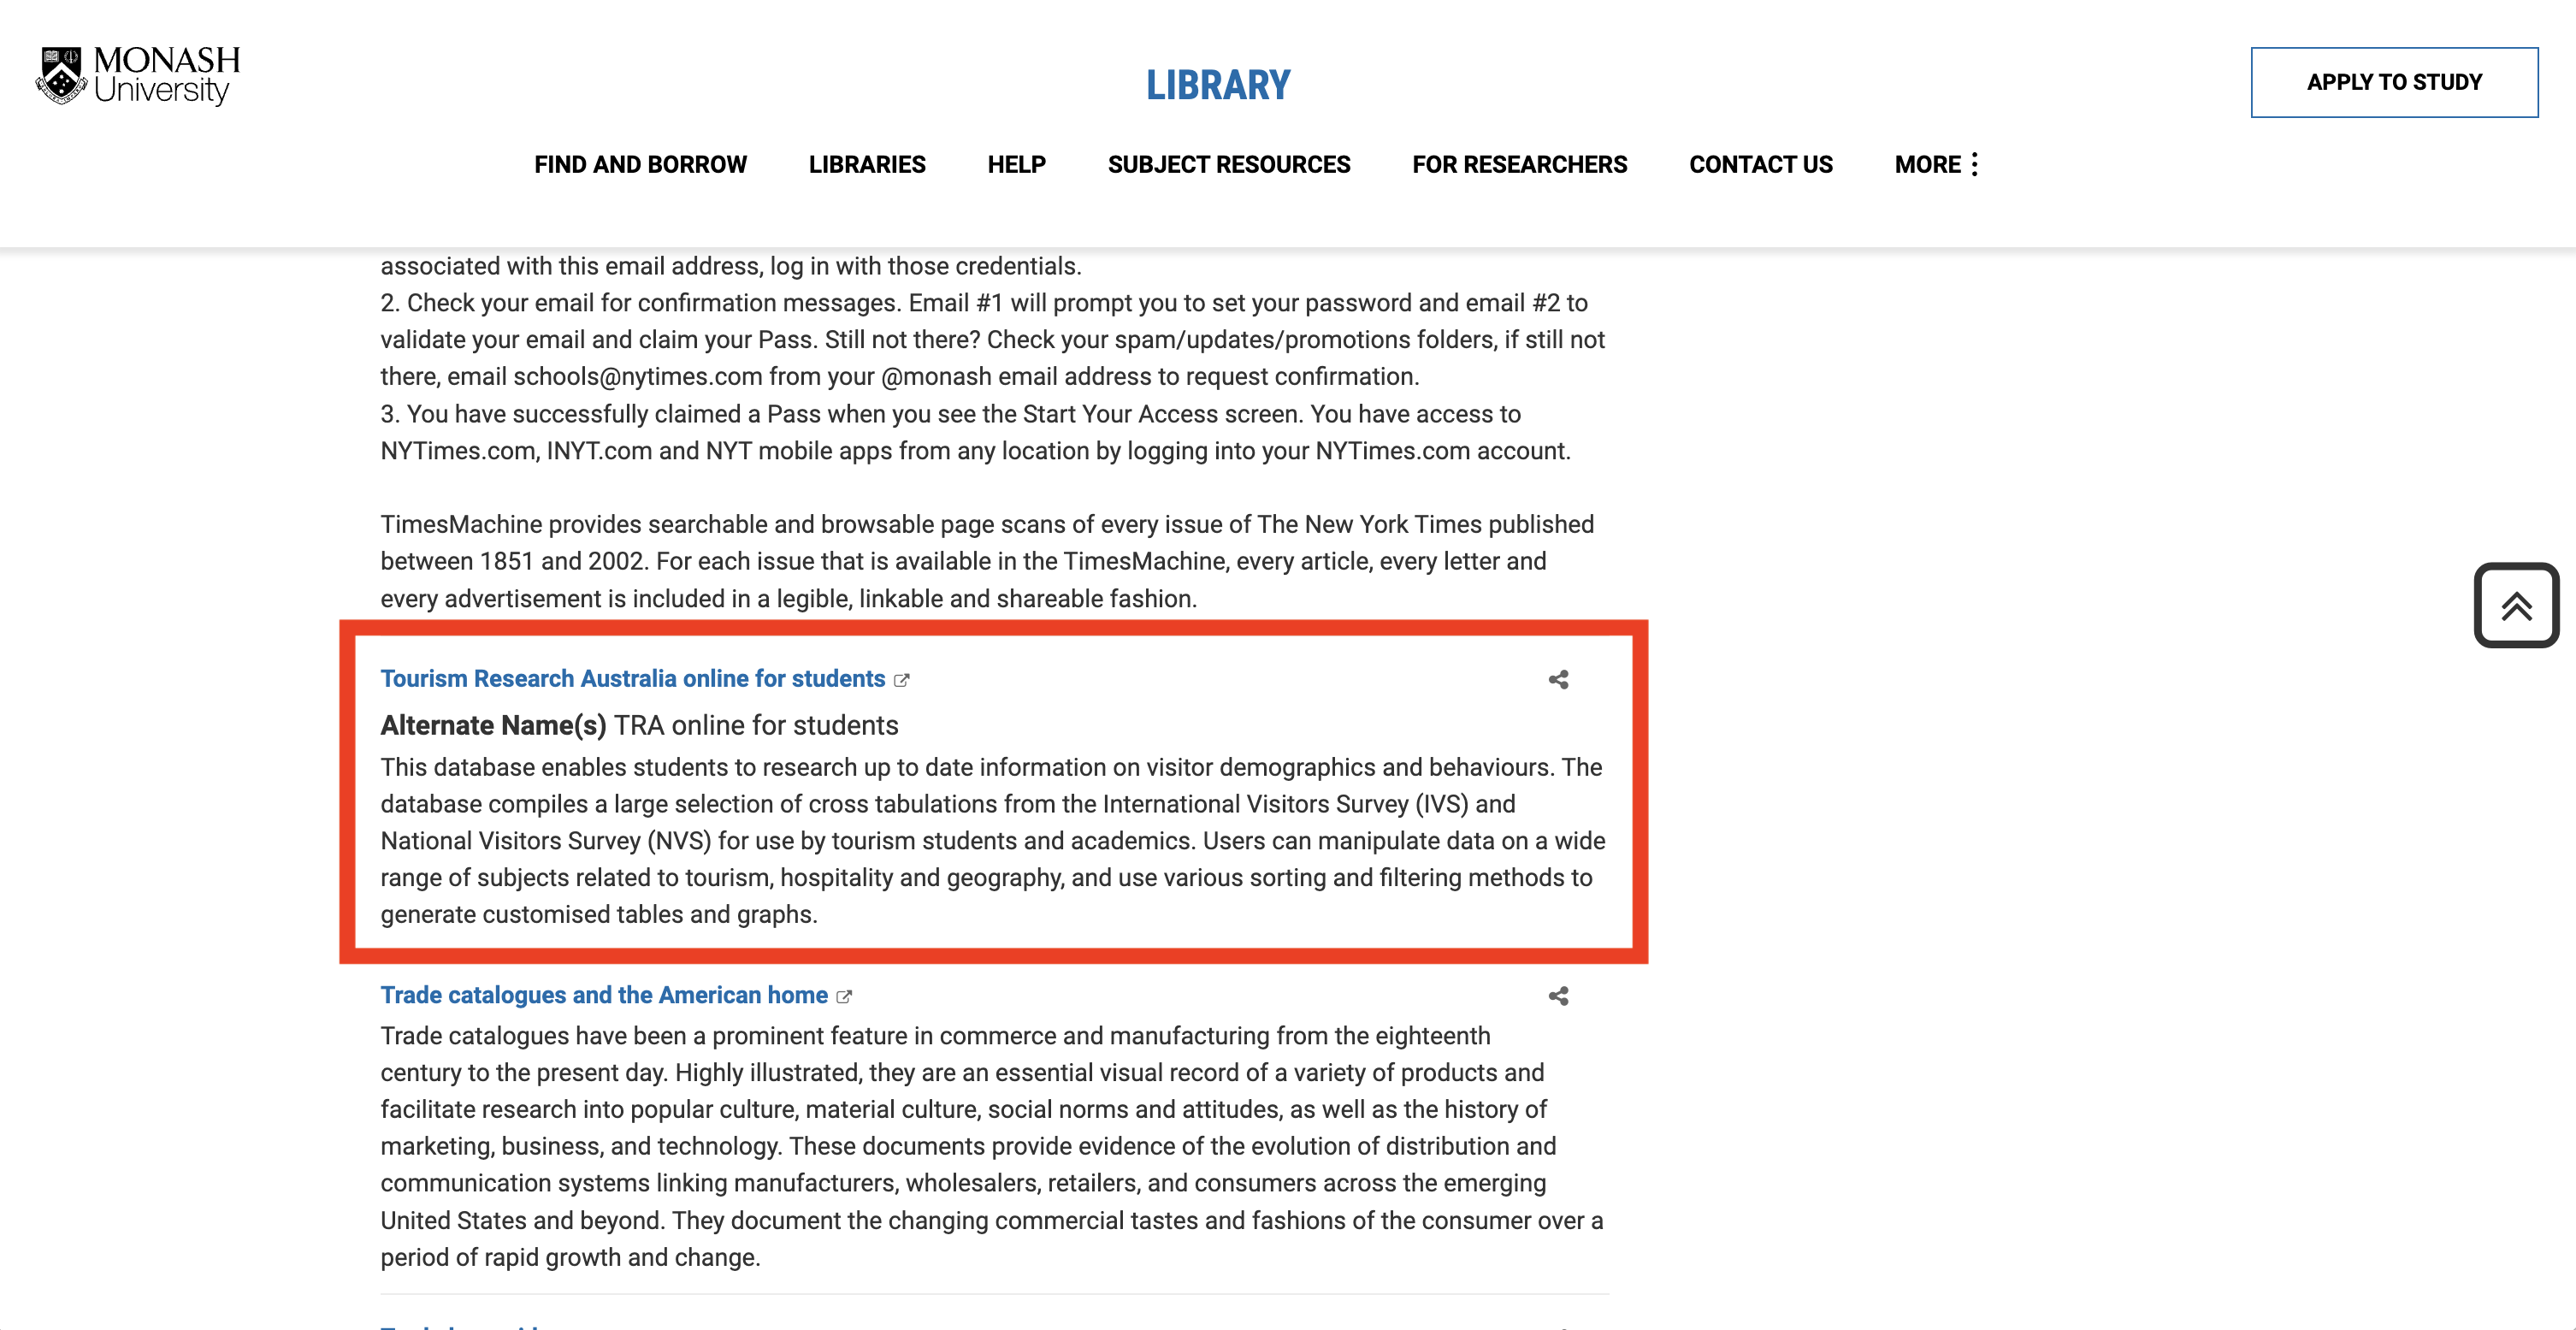 MONASH
University
LIBRARY
APPLY TO STUDY
FIND AND BORROW LIBRARIES HELP SUBJECT RESOURCES FOR RESEARCHERS CONTACT US MORE
associated with this email address, log in with those credentials.
2. Check your email for confirmation messages. Email #1 will prompt you to set your password and email #2 to
validate your email and claim your Pass. Still not there? Check your spam/updates/promotions folders, if still not
there, email schools@nytimes.com from your @monash email address to request confirmation.
3. You have successfully claimed a Pass when you see the Start Your Access screen. You have access to
NYTimes.com, INYT.com and NYT mobile apps from any location by logging into your NYTimes.com account.
TimesMachine provides searchable and browsable page scans of every issue of The New York Times published
between 1851 and 2002. For each issue that is available in the TimesMachine, every article, every letter and
every advertisement is included in a legible, linkable and shareable fashion.
Tourism Research Australia online for students
Alternate Name(s) TRA online for students
This database enables students to research up to date information on visitor demographics and behaviours. The
database compiles a large selection of cross tabulations from the International Visitors Survey (IVS) and
National Visitors Survey (NVS) for use by tourism students and academics. Users can manipulate data on a wide
range of subjects related to tourism, hospitality and geography, and use various sorting and filtering methods to
generate customised tables and graphs.
Trade catalogues and the American home
Trade catalogues have been a prominent feature in commerce and manufacturing from the eighteenth
century to the present day. Highly illustrated, they are an essential visual record of a variety of products and
facilitate research into popular culture, material culture, social norms and attitudes, as well as the history of
marketing, business, and technology. These documents provide evidence of the evolution of distribution and
communication systems linking manufacturers, wholesalers, retailers, and consumers across the emerging
United States and beyond. They document the changing commercial tastes and fashions of the consumer over a
period of rapid growth and change.